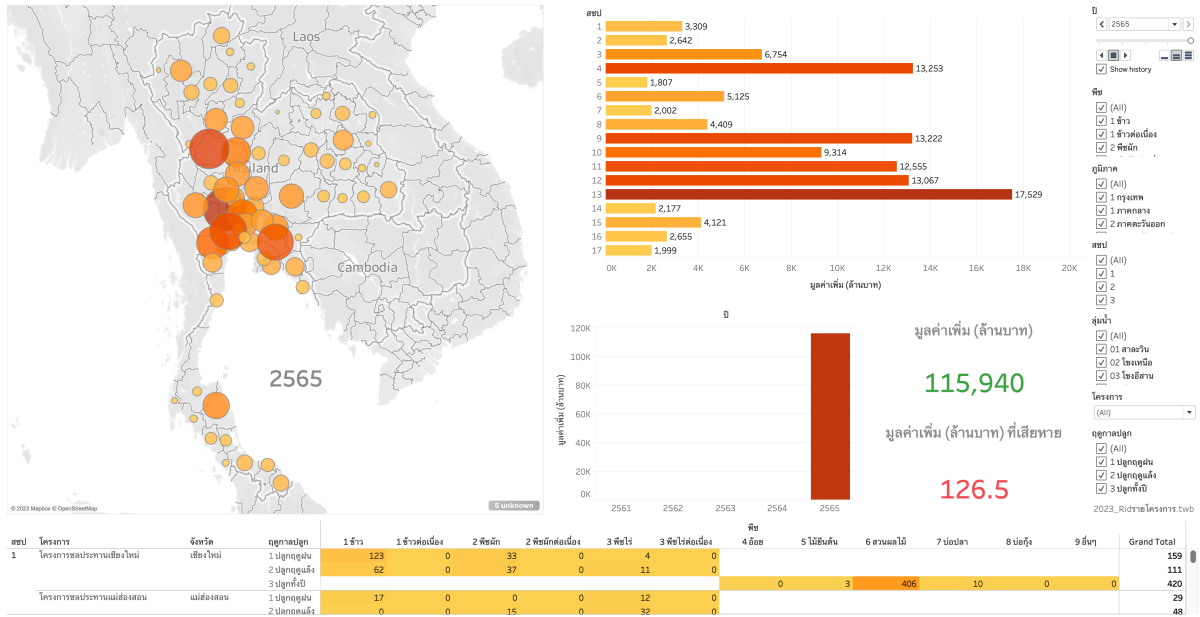 Laos
Thailand
Cambodia
2565
© 2023 Mapbox © OpenStreetMap
5 unknown
สชป
1 3,309
2 2,642
3 6,754
4 13,253
5 1,807
6 5,125
7 2,002
8 4,409
9 13,222
10 9,314
11 12,555
12 13,067
13 17,529
14 2,177
15 4,121
16 2,655
17 1,999
0K 2K 4K 6K 8K 10K 12K 14K 16K 18K 20K
มูลค่าเพิ่ม (ล้านบาท)
ปี
120K
100K
80K
60K
40K
20K
0K
มูลค่าเพิ่ม (ล้านบาท)
2561 2562 2563 2564 2565
มูลค่าเพิ่ม (ล้านบาท)
115,940
มูลค่าเพิ่ม (ล้านบาท) ที่เสียหาย
126.5
ปี
2565
Show history
พืช
(All)
1 ข้าว
1 ข้าวต่อเนื่อง
2 พืชผัก
ภูมิภาค
(All)
1 กรุงเทพ
1 ภาคกลาง
2 ภาคตะวันออก
สชป
(All)
1
2
3
ลุ่มน้ำ
(All)
01 สาละวิน
02 โขงเหนือ
03 โขงอีสาน
โครงการ
(All)
ฤดูกาลปลูก
(All)
1 ปลูกฤดูฝน
2 ปลูกฤดูแล้ง
3 ปลูกทั้งปี
2023_Ridรายโครงการ.twb
พืช
สชป โครงการ จังหวัด ฤดูกาลปลูก 1 ข้าว 1 ข้าวต่อเนื่อง 2 พืชผัก 2 พืชผักต่อเนื่อง 3 พืชไร่ 3 พืชไร่ต่อเนื่อง 4 อ้อย 5 ไม้ยืนต้น 6 สวนผลไม้ 7 บ่อปลา 8 บ่อกุ้ง 9 อื่นๆ Grand Total
1 โครงการชลประทานเชียงใหม่ เชียงใหม่ 1 ปลูกฤดูฝน 123 0 33 0 4 0 159
2 ปลูกฤดูแล้ง 62 0 37 0 11 0 111
3 ปลูกทั้งปี 0 3 406 10 0 0 420
โครงการชลประทานแม่ฮ่องสอน แม่ฮ่องสอน 1 ปลูกฤดูฝน 17 0 0 0 12 0 29
2 ปลูกฤดูแล้ง 0 0 15 0 32 0 48